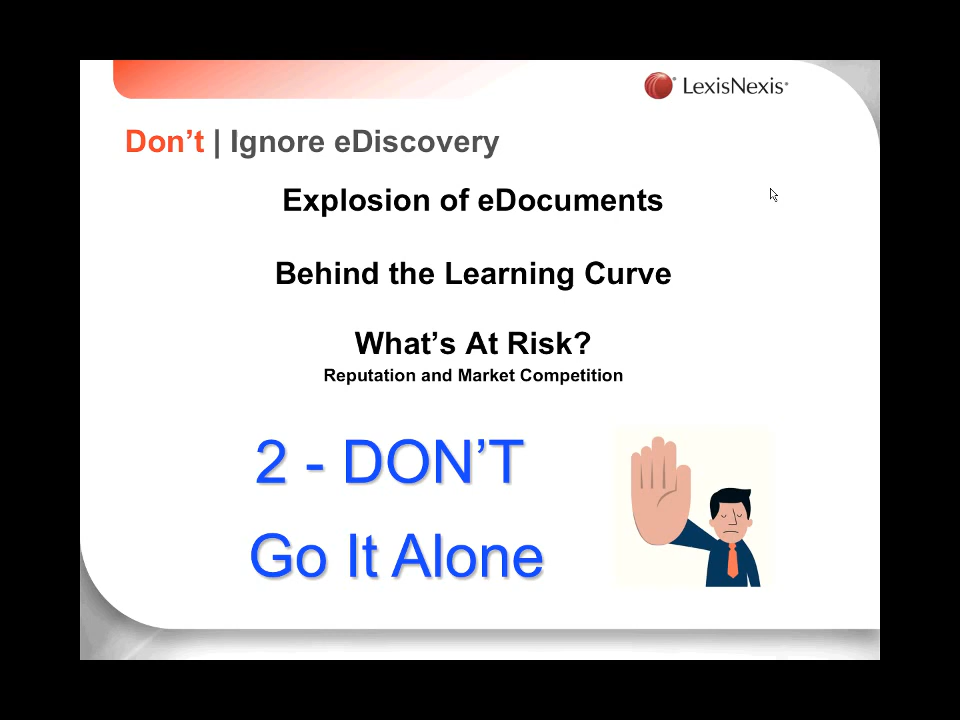 LexisNexis®
Don’t | Ignore eDiscovery
Explosion of eDocuments
Behind the Learning Curve
What’s At Risk?
Reputation and Market Competition
2 - DON’T
Go It Alone